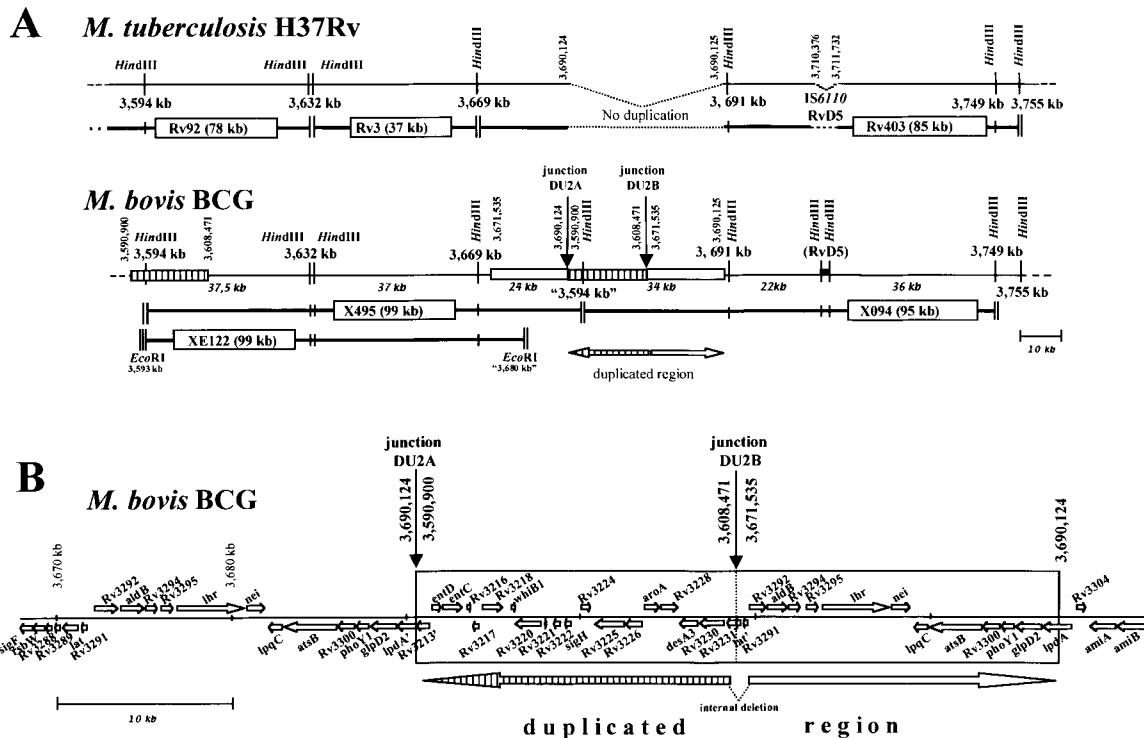 A
M. tuberculosis H37Rv
HindIII
HindIII
HindIII
HindIII
3,690,124
3,690,125
HindIII
3,710,376
3,711,732
HindIII
HindIII
3,594 kb
3,632 kb
3,669 kb
3, 691 kb
IS6110
RvD5
3,749 kb
3,755 kb
No duplication
Rv92 (78 kb)
Rv3 (37 kb)
Rv403 (85 kb)
M. bovis BCG
junction
DU2A
junction
DU2B
3,590,900
HindIII
3,608,471
HindIII
HindIII
HindIII
3,671,535
3,690,124
3,590,900
HindIII
3,608,471
3,671,535
3,690,125
HindIII
HindIII
HindIII
HindIII
HindIII
3,594 kb
3,632 kb
3,669 kb
3, 691 kb
(RvD5)
3,749 kb
37,5 kb
37 kb
24 kb
"3,594 kb"
34 kb
22kb
36 kb
3,755 kb
X495 (99 kb)
X094 (95 kb)
XE122 (99 kb)
EcoRI
3,593 kb
EcoRI
"3,680 kb"
duplicated region
10 kb
B
M. bovis BCG
junction
DU2A
junction
DU2B
3,690,124
3,590,900
3,608,471
3,671,535
3,690,124
3,670 kb
3,680 kb
Rv3292
aldB
Rv3294
Rv3295
lhr
nei
entD
entC
Rv3216
Rv3218
whiB1
Rv3224
aroA
Rv3228
Rv3292
aldB
Rv3294
Rv3295
lhr
nei
Rv3304
sigF
rsbW
Rv3288
Rv3289
lat
Rv3291
lpqC
atsB
Rv3300
phoY1
glpD2
lpdA'
Rv3213'
Rv3217
Rv3220
Rv3221
Rv3222
sigH
Rv3225
Rv3226
desA3
Rv3230
Rv3231'
lat'
Rv3291
lpqC
atsB
Rv3300
phoY1
glpD2
lpdA
amiA
amiB
internal deletion
10 kb
duplicated region